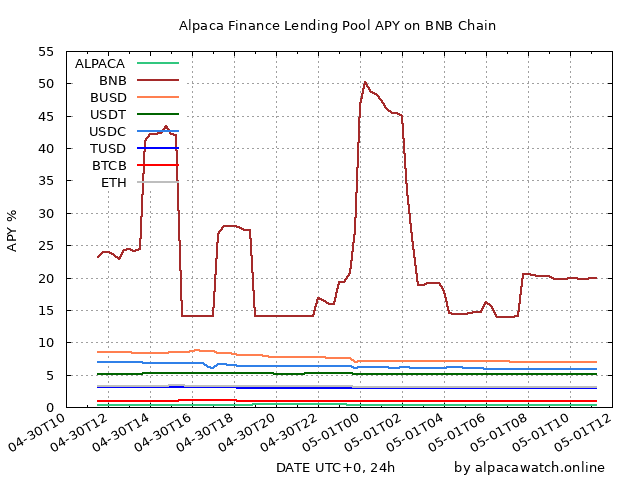 Alpaca Finance Lending Pool APY on BNB Chain
55
50
45
40
35
30
25
20
15
10
5
0
APY %
ALPACA
BNB
BUSD
USDT
USDC
TUSD
BTCB
ETH
04-30T10
04-30T12
04-30T14
04-30T16
04-30T18
04-30T20
04-30T22
05-01T00
05-01T02
05-01T04
05-01T06
05-01T08
05-01T10
05-01T12
DATE UTC+0, 24h
by alpacawatch.online